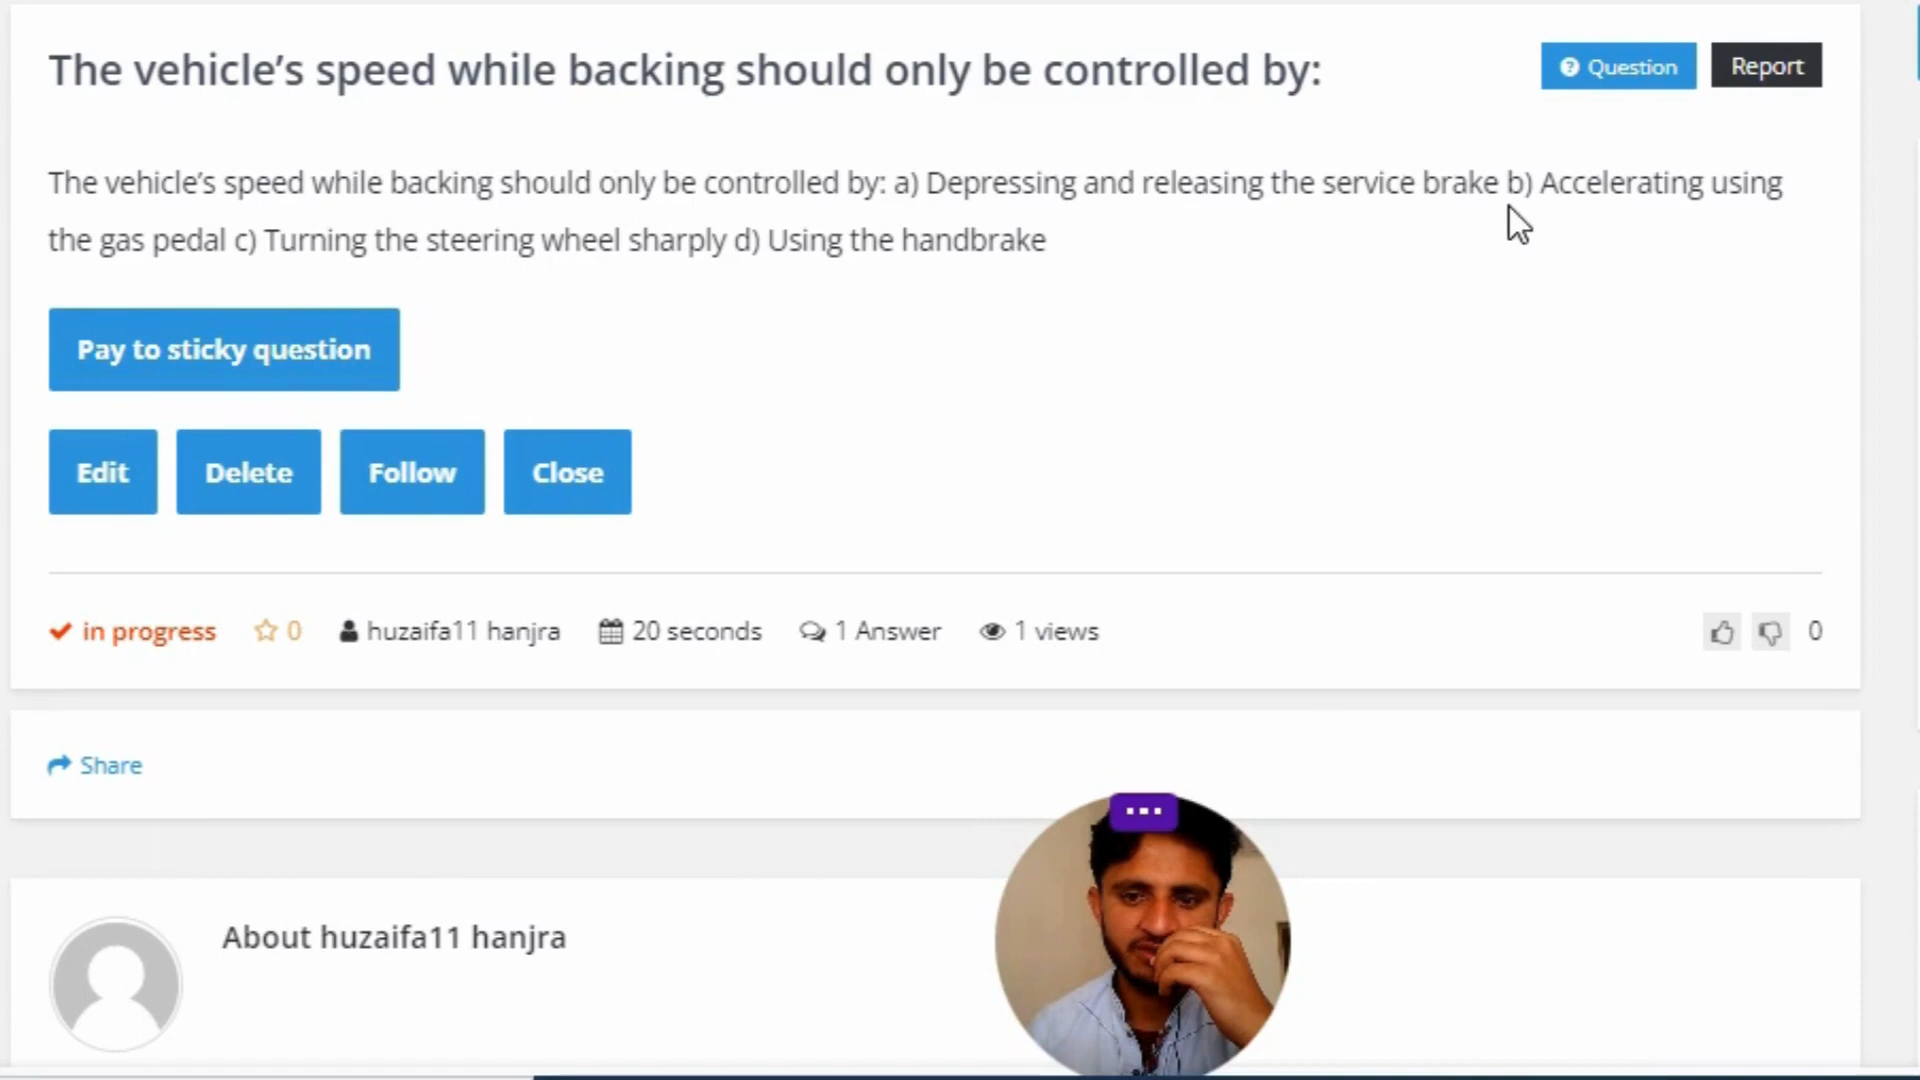 The vehicle’s speed while backing should only be controlled by:
Question
Report
The vehicle’s speed while backing should only be controlled by: a) Depressing and releasing the service brake b) Accelerating using
the gas pedal c) Turning the steering wheel sharply d) Using the handbrake
Pay to sticky question
Edit
Delete
Follow
Close
in progress
0
huzaifa11 hanjra
20 seconds
1 Answer
1 views
0
Share
About huzaifa11 hanjra